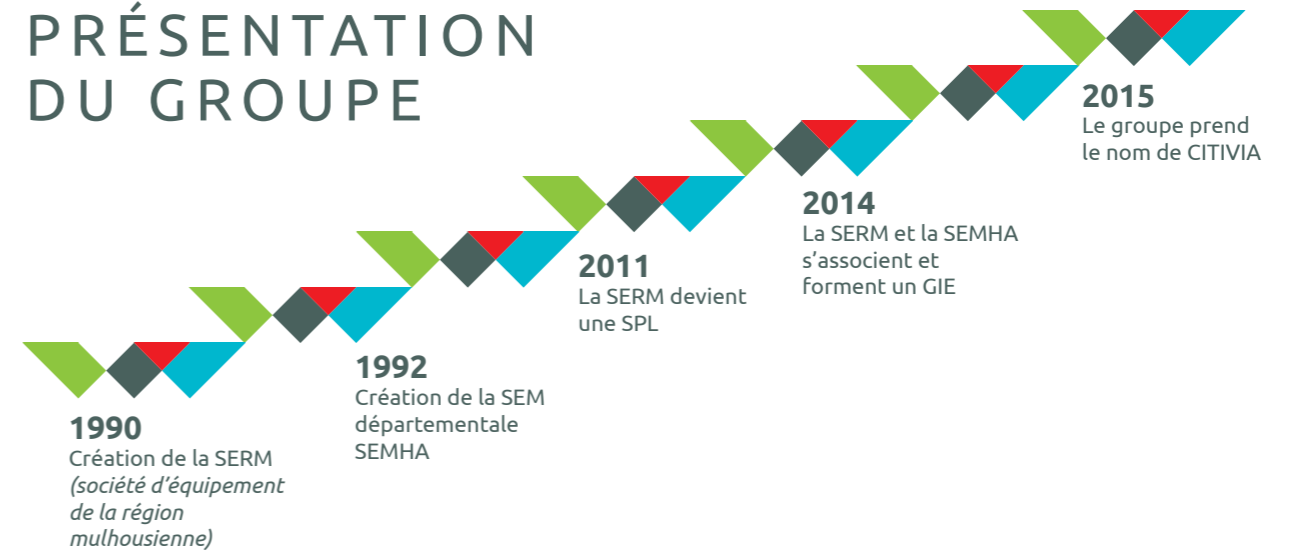 PRÉSENTATION
DU GROUPE
1990
Création de la SERM
(société d’équipement
de la région
mulhousienne)
1992
Création de la SEM
départementale
SEMHA
2011
La SERM devient
une SPL
2014
La SERM et la SEMHA
s’associent et
forment un GIE
2015
Le groupe prend
le nom de CITIVIA